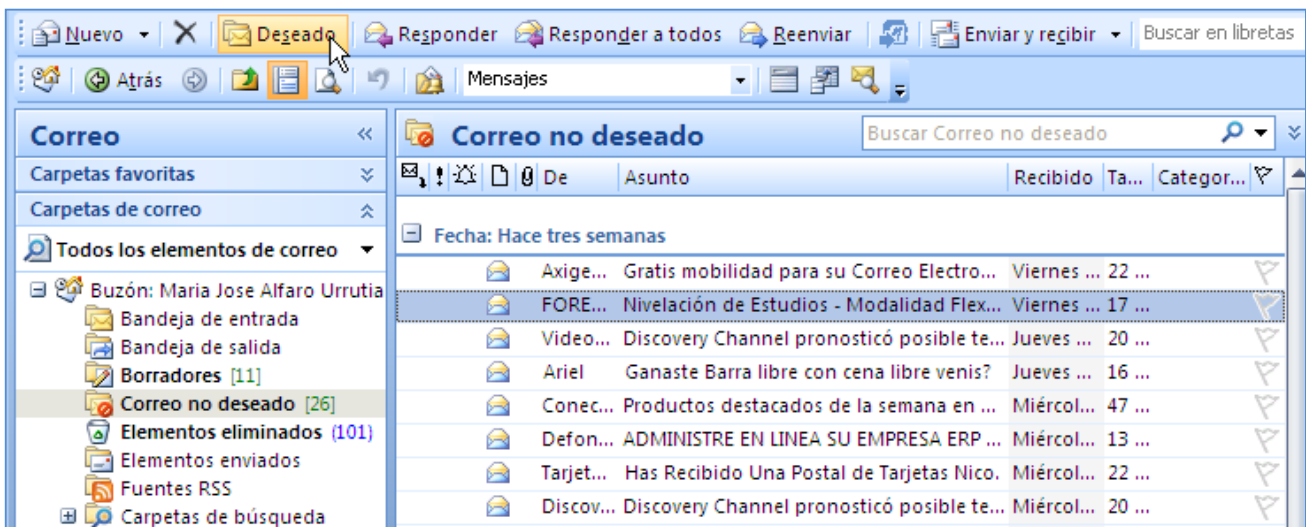 Nuevo Deseado Responder Responder a todos Reenviar Enviar y recibir Buscar en libretas
Atrás Mensajes
Correo
Carpetas favoritas
Carpetas de correo
Todos los elementos de correo
Buzón: Maria Jose Alfaro Urrutia
Bandeja de entrada
Bandeja de salida
Borradores [11]
Correo no deseado [26]
Elementos eliminados (101)
Elementos enviados
Fuentes RSS
Carpetas de búsqueda
Correo no deseado Buscar Correo no deseado
De Asunto Recibido Ta... Categor...
Fecha: Hace tres semanas
Axige... Gratis mobilidad para su Correo Electro... Viernes ... 22 ...
FORE... Nivelación de Estudios - Modalidad Flex... Viernes ... 17 ...
Video... Discovery Channel pronosticó posible te... Jueves ... 20 ...
Ariel Ganaste Barra libre con cena libre venis? Jueves ... 16 ...
Conec... Productos destacados de la semana en ... Miércol... 47 ...
Defon... ADMINISTRE EN LINEA SU EMPRESA ERP ... Miércol... 13 ...
Tarjet... Has Recibido Una Postal de Tarjetas Nico. Miércol... 22 ...
Discov... Discovery Channel pronosticó posible te... Miércol... 20 ...